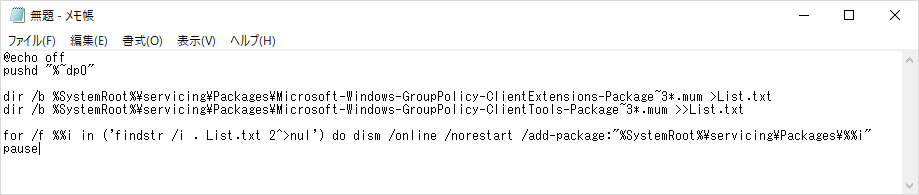 無題 - メモ帳
ファイル(F) 編集(E) 書式(O) 表示(V) ヘルプ(H)
@echo off
pushd "%~dp0"
dir /b %SystemRoot%¥servicing¥Packages¥Microsoft-Windows-GroupPolicy-ClientExtensions-Package~3*.mum >List.txt
dir /b %SystemRoot%¥servicing¥Packages¥Microsoft-Windows-GroupPolicy-ClientTools-Package~3*.mum >>List.txt
for /f %%i in ('findstr /i . List.txt 2^>nul') do dism /online /norestart /add-package:"%SystemRoot%¥servicing¥Packages¥%%i"
pause